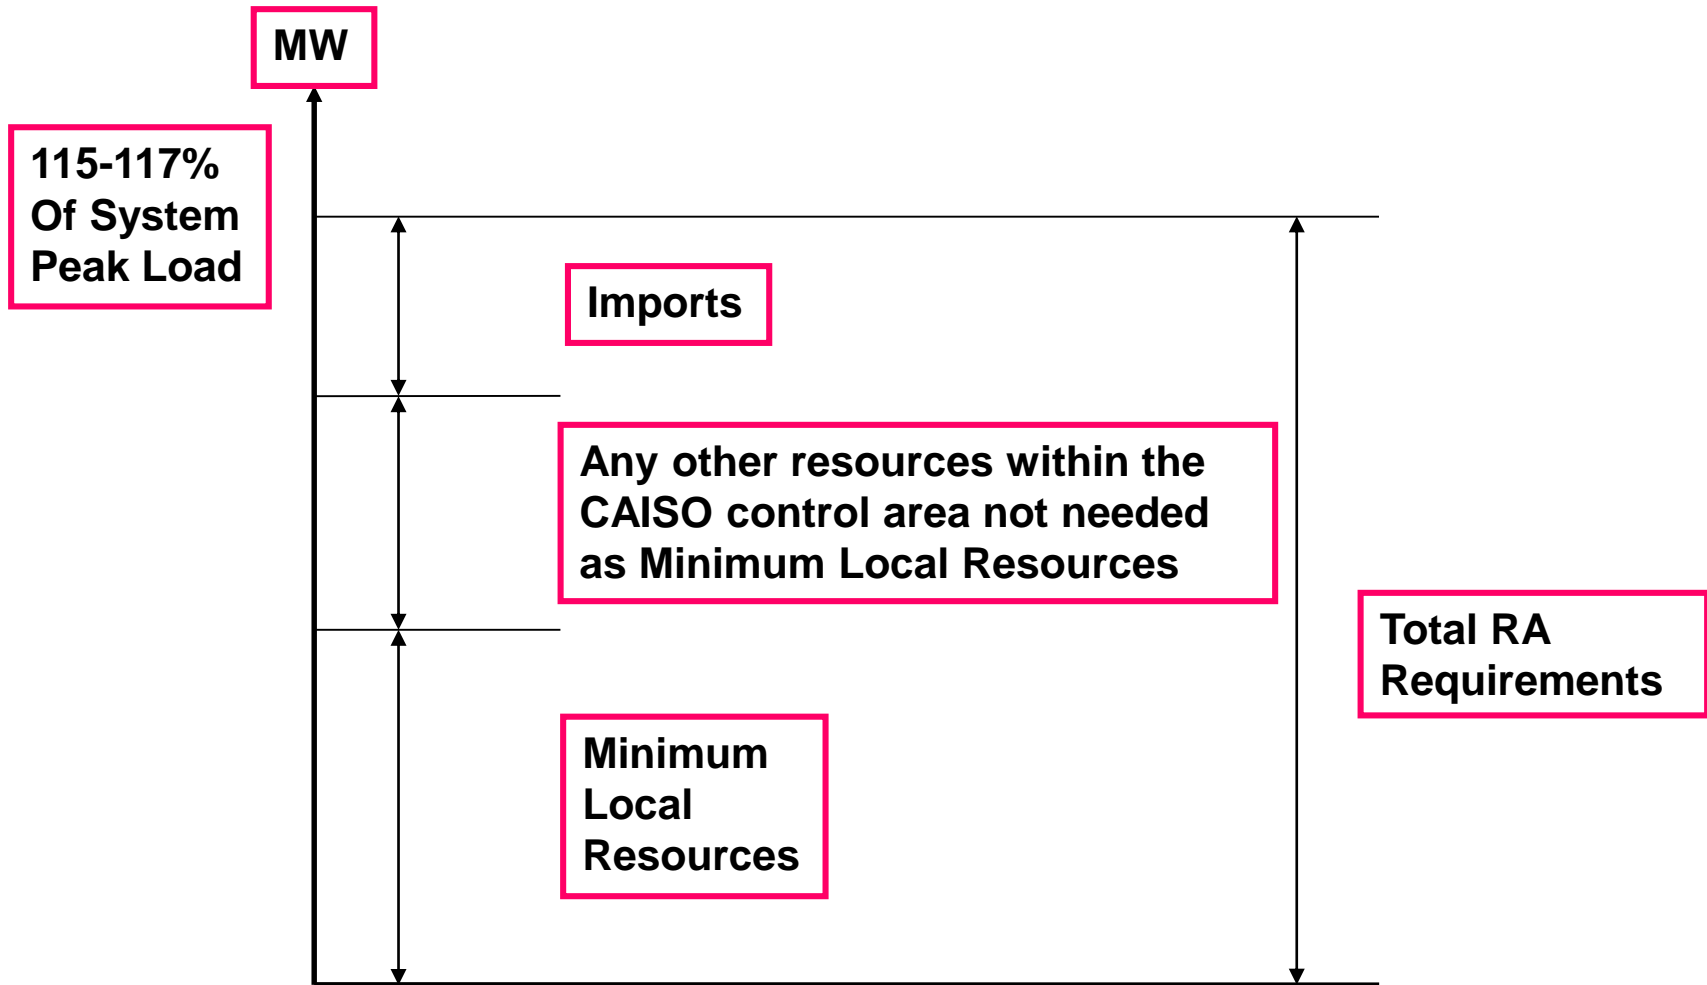 MW
115-117%
Of System
Peak Load
Imports
Any other resources within the
CAISO control area not needed
as Minimum Local Resources
Total RA
Requirements
Minimum
Local
Resources